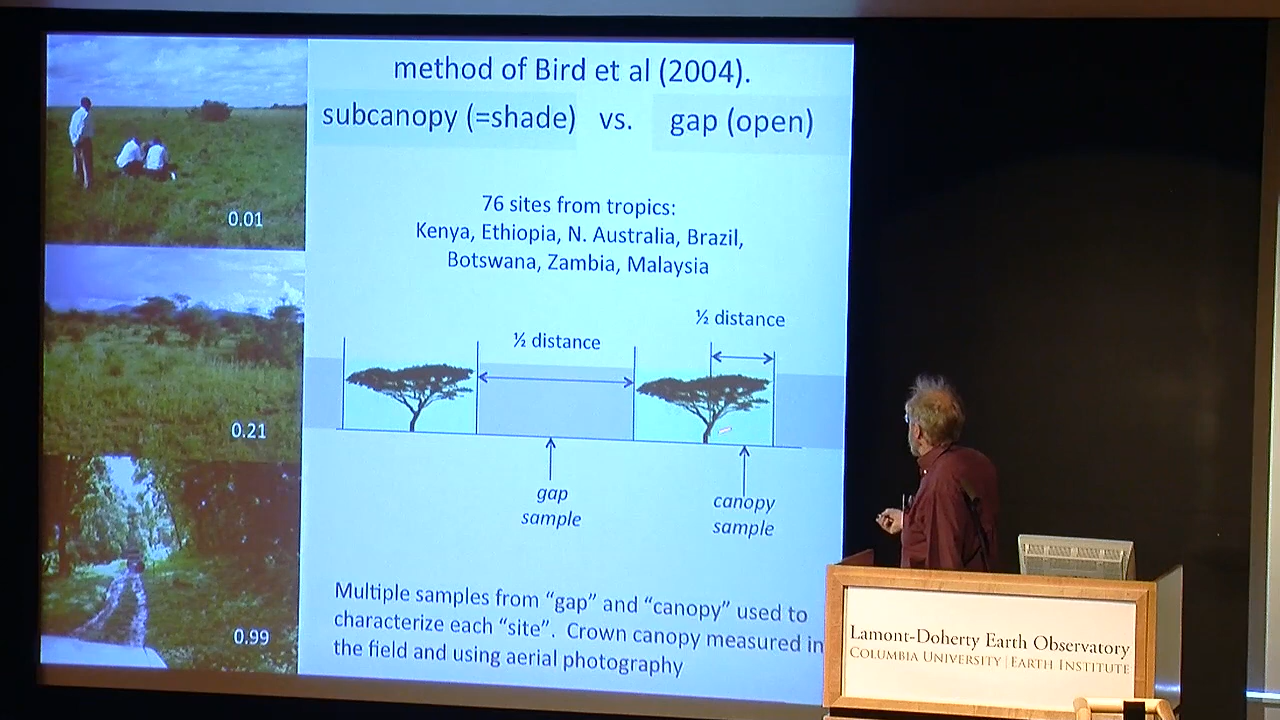 method of Bird et al (2004).
subcanopy (=shade) vs. gap (open)
76 sites from tropics:
Kenya, Ethiopia, N. Australia, Brazil,
Botswana, Zambia, Malaysia
½ distance
½ distance
gap
sample
canopy
sample
Multiple samples from “gap” and “canopy” used to
characterize each “site”. Crown canopy measured in
the field and using aerial photography
0.01
0.21
0.99
Lamont-Doherty Earth Observatory
COLUMBIA UNIVERSITY | EARTH INSTITUTE